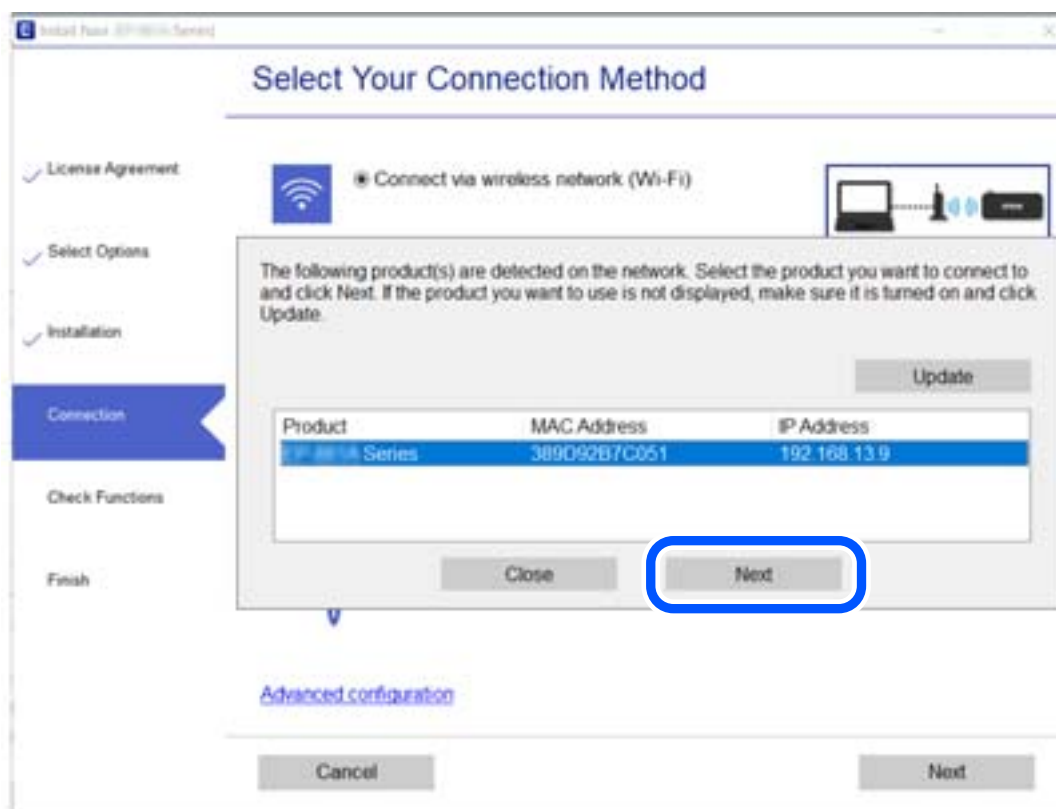 Install Navi
Series]
Select Your Connection Method
License Agreement
Select Options
Installation
Connection
Check Functions
Finish
Connect via wireless network (Wi-Fi)
The following product(s) are detected on the network. Select the product you want to connect to
and click Next. If the product you want to use is not displayed, make sure it is turned on and click
Update.
Update
Product MAC Address IP Address
Series 389D92B7C051 192.168.13.9
Close Next
Advanced configuration
Cancel Next